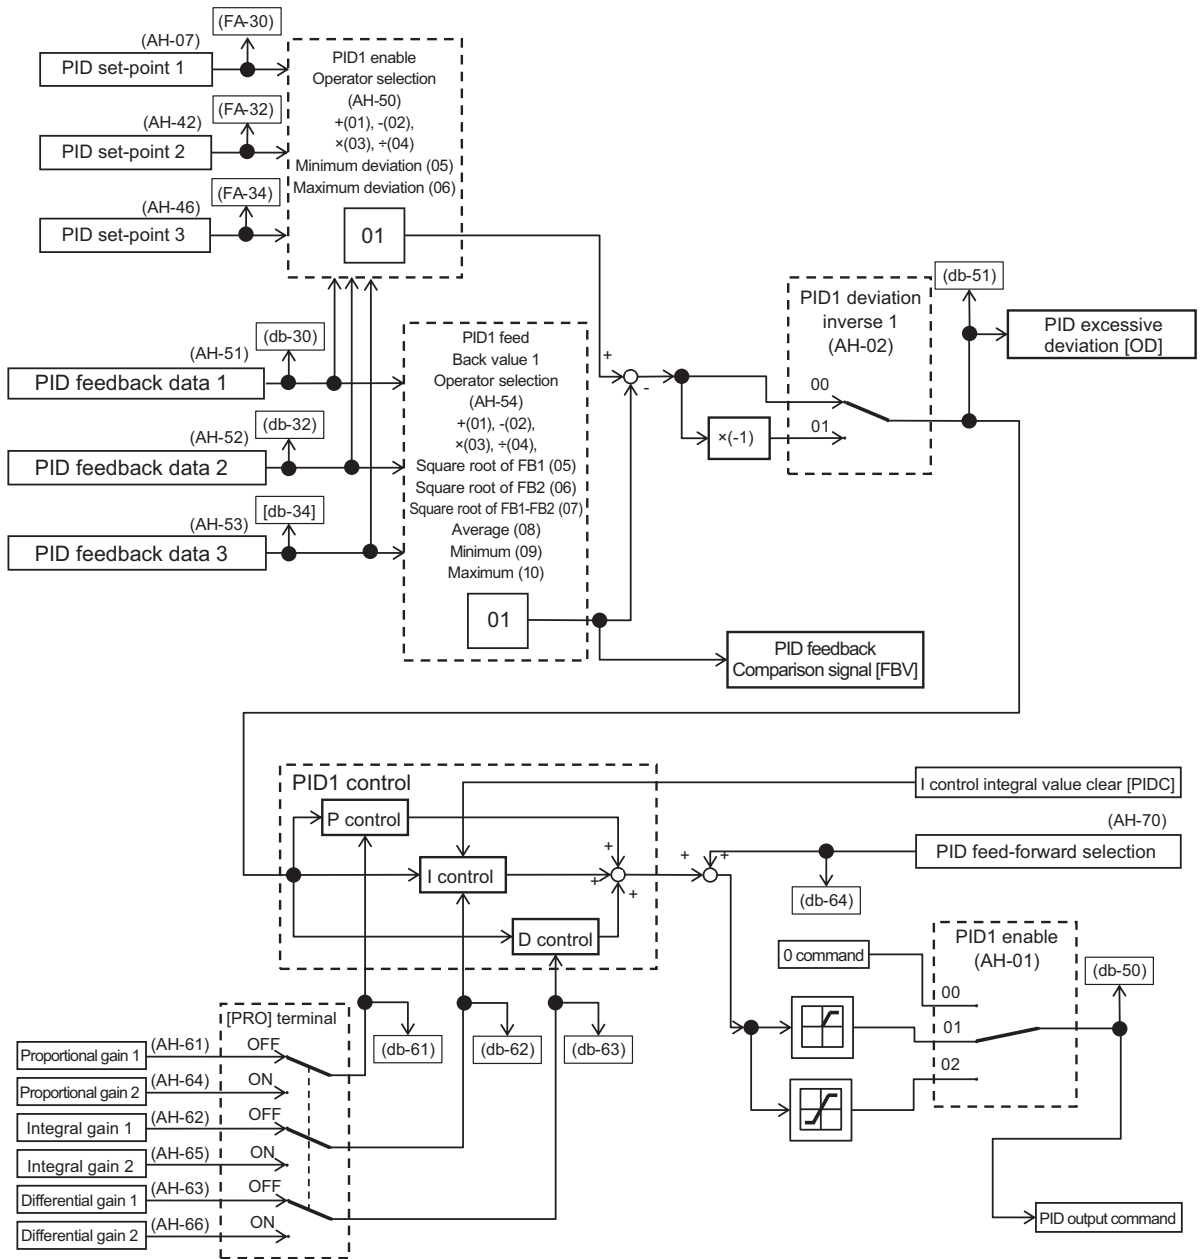 (FA-30)
(AH-07)
PID set-point 1
(FA-32)
(AH-42)
PID set-point 2
(FA-34)
(AH-46)
PID set-point 3
PID1 enable
Operator selection
(AH-50)
+(01), -(02),
×(03), ÷(04)
Minimum deviation (05)
Maximum deviation (06)
01
(db-30)
(AH-51)
PID feedback data 1
(db-32)
(AH-52)
PID feedback data 2
[db-34]
(AH-53)
PID feedback data 3
PID1 feed
Back value 1
Operator selection
(AH-54)
+(01), -(02),
×(03), ÷(04),
Square root of FB1 (05)
Square root of FB2 (06)
Square root of FB1-FB2 (07)
Average (08)
Minimum (09)
Maximum (10)
01
+
-
×(-1)
PID1 deviation
inverse 1
(AH-02)
00
01
(db-51)
PID excessive
deviation [OD]
PID feedback
Comparison signal [FBV]
PID1 control
P control
I control
D control
+
+
+
I control integral value clear [PIDC]
(AH-70)
PID feed-forward selection
+
+
(db-64)
0 command
PID1 enable
(AH-01)
00
01
02
(db-50)
PID output command
(db-61)
(db-62)
(db-63)
[PRO] terminal
Proportional gain 1
(AH-61)
OFF
Proportional gain 2
(AH-64)
ON
Integral gain 1
(AH-62)
OFF
Integral gain 2
(AH-65)
ON
Differential gain 1
(AH-63)
OFF
Differential gain 2
(AH-66)
ON